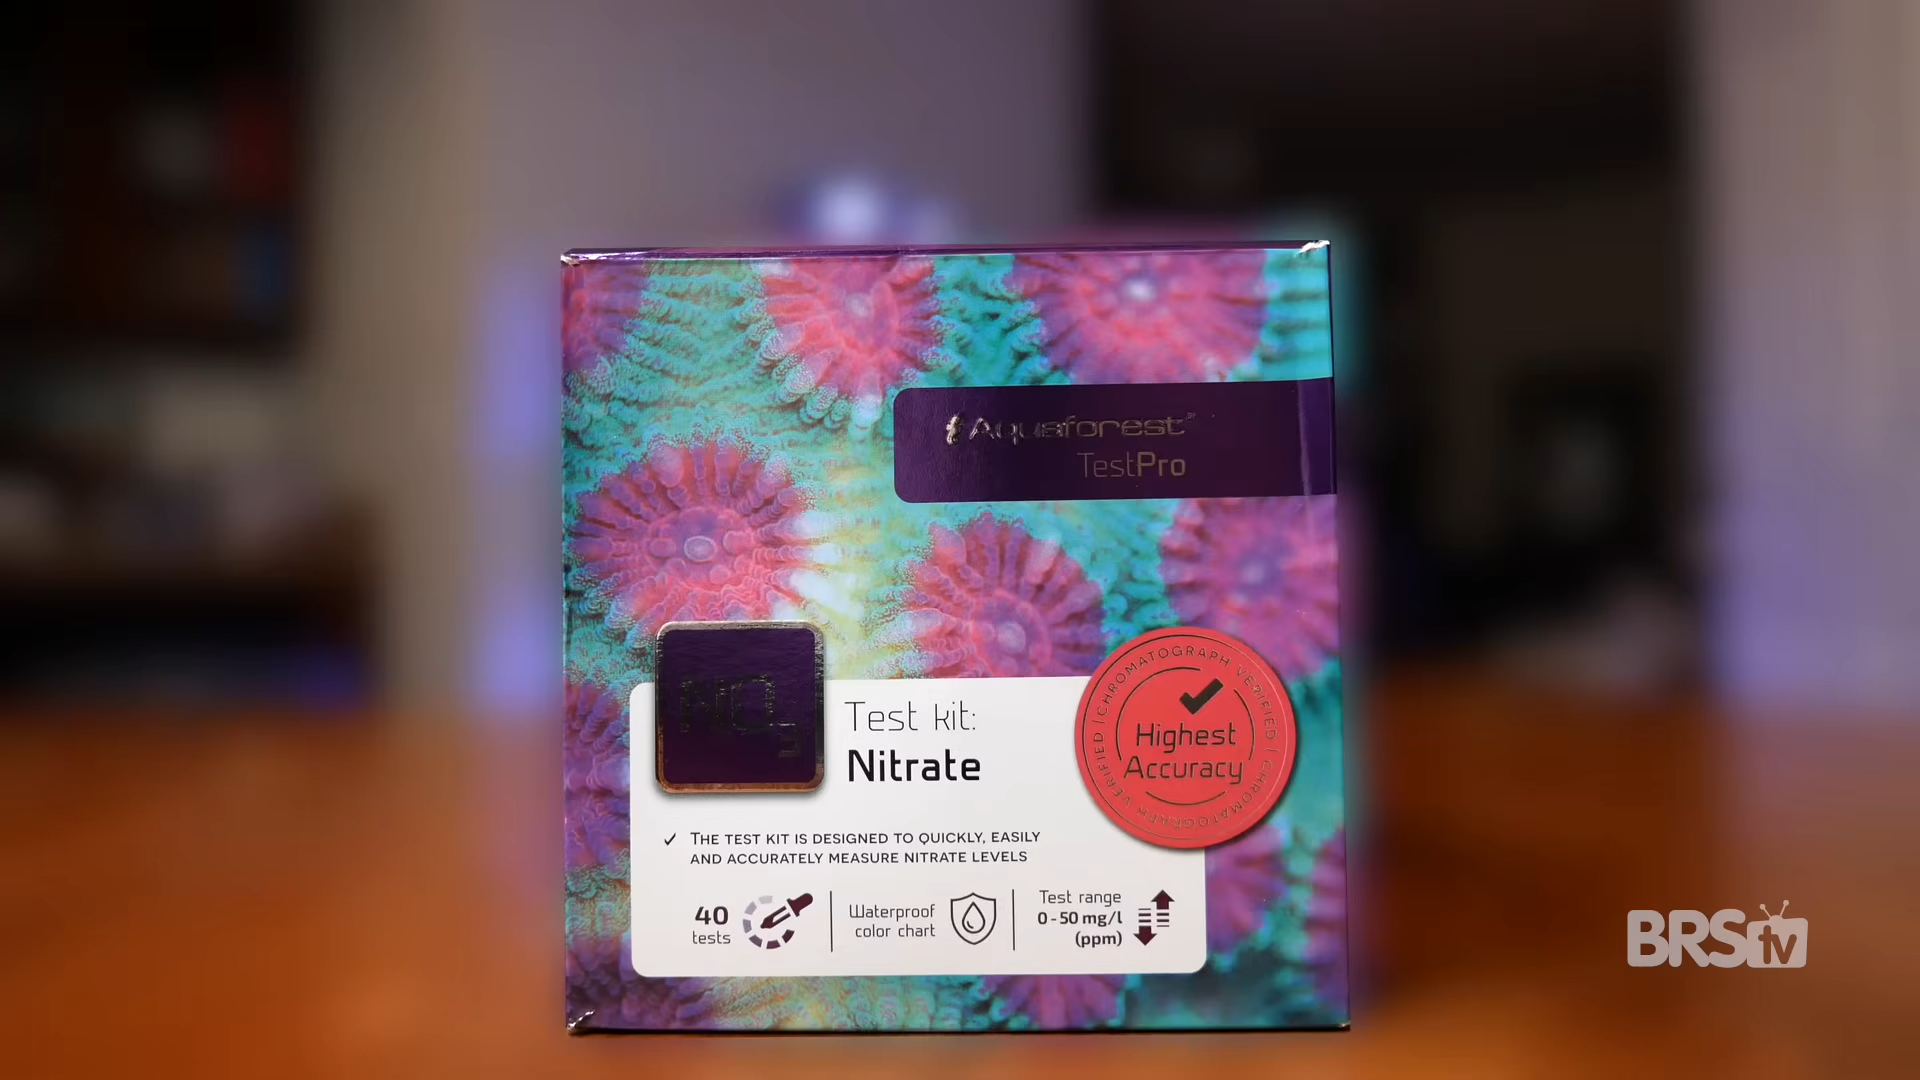 Aquaforest
TestPro
NO3
Test kit:
Nitrate
CHROMATOGRAPH VERIFIED | CHROMATOGRAPH VERIFIED |
Highest
Accuracy
THE TEST KIT IS DESIGNED TO QUICKLY, EASILY
AND ACCURATELY MEASURE NITRATE LEVELS
40
tests
Waterproof
color chart
Test range
0-50 mg/l
(ppm)
BRStv